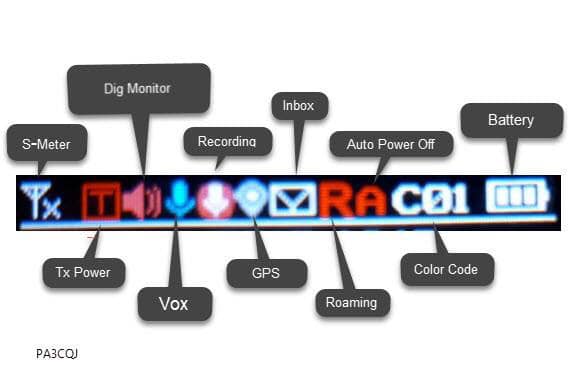 Dig Monitor
Inbox
Battery
S-Meter
Recording
Auto Power Off
x T RA C01
Tx Power
GPS
Color Code
Vox
Roaming
PA3CQJ